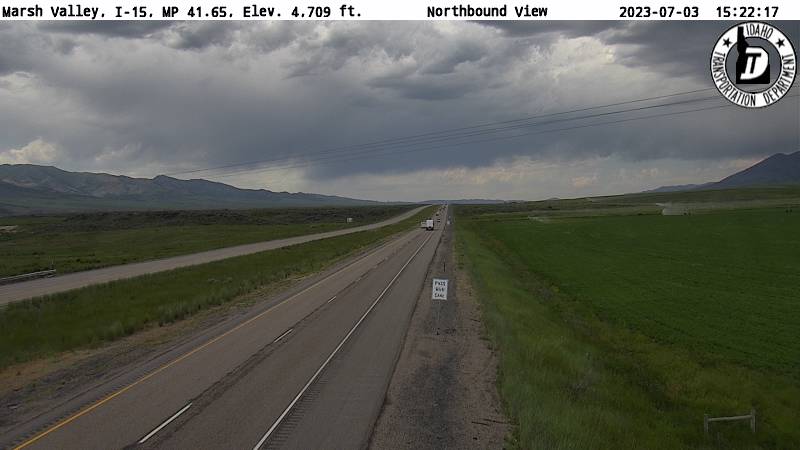 Marsh Valley, I-15, MP 41.65, Elev. 4,709 ft. Northbound View 2023-07-03 15:22:17
IDAHO
TRANSPORTATION DEPARTMENT
PASS
WITH
CARE